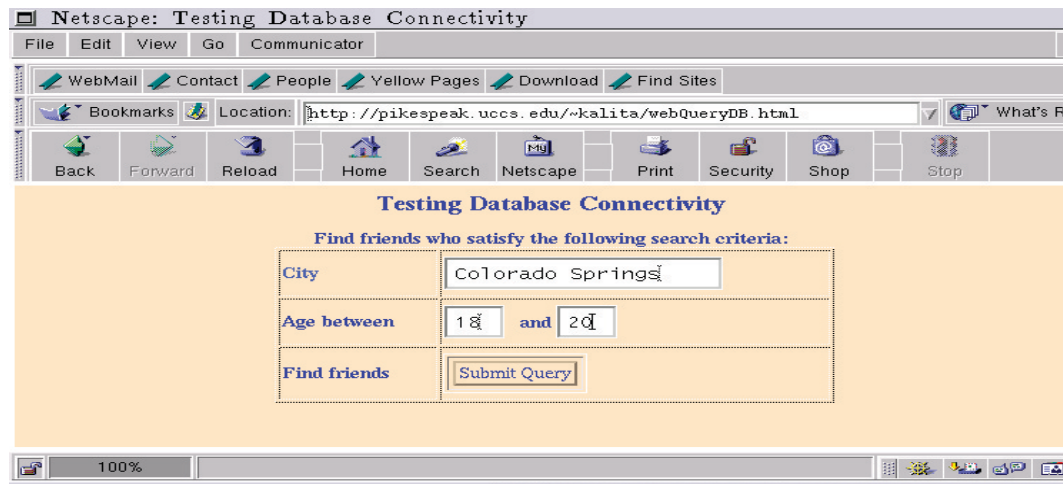 Netscape: Testing Database Connectivity
File Edit View Go Communicator
WebMail Contact People Yellow Pages Download Find Sites
Bookmarks Location: http://pikespeak.uccs.edu/~kalita/webQueryDB.html What's R
My
Back Forward Reload Home Search Netscape Print Security Shop Stop
Testing Database Connectivity
Find friends who satisfy the following search criteria:
City Colorado Springs
Age between 18 and 20
Find friends Submit Query
100%